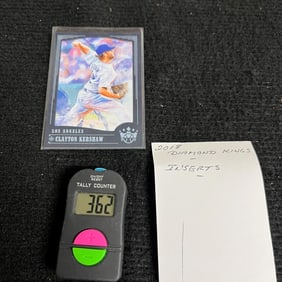 LOS ANGELES
CLAYTON KERSHAW
TALLY COUNTER
362
2018
DIAMOND KINGS
-
INSERTS
-